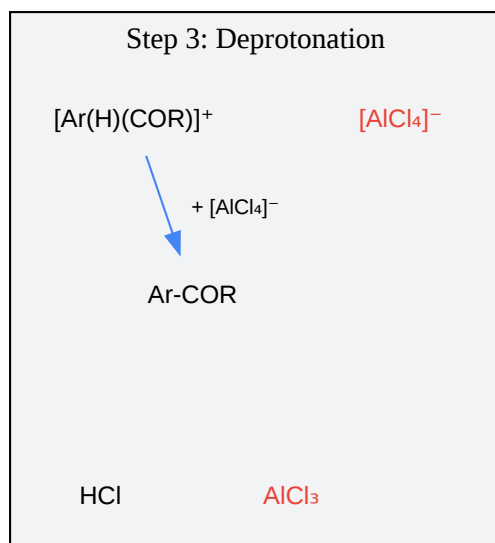 Step 3: Deprotonation
[Ar(H)(COR)]⁺ [AlCl₄]⁻
+ [AlCl₄]⁻
Ar-COR
HCl AlCl₃